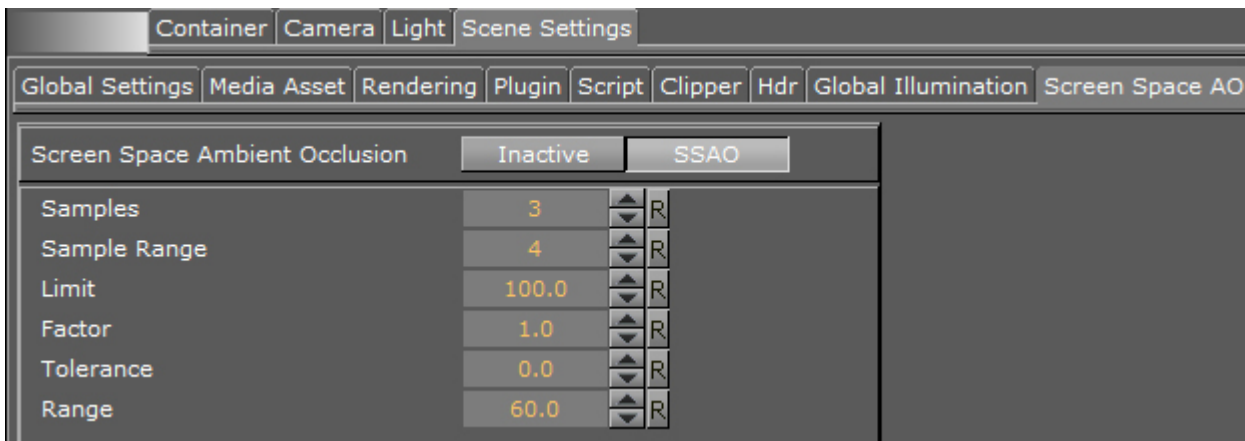 Container Camera Light Scene Settings
Global Settings Media Asset Rendering Plugin Script Clipper Hdr Global Illumination Screen Space AO
Screen Space Ambient Occlusion Inactive SSAO
Samples 3 R
Sample Range 4 R
Limit 100.0 R
Factor 1.0 R
Tolerance 0.0 R
Range 60.0 R